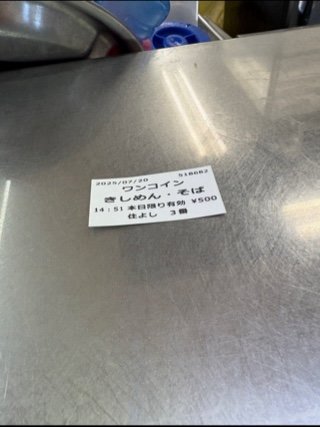 2025/07/20 518682
ワンコイン
きしめん・そば
14:51 本日限り有効 ¥500
住よし 3番